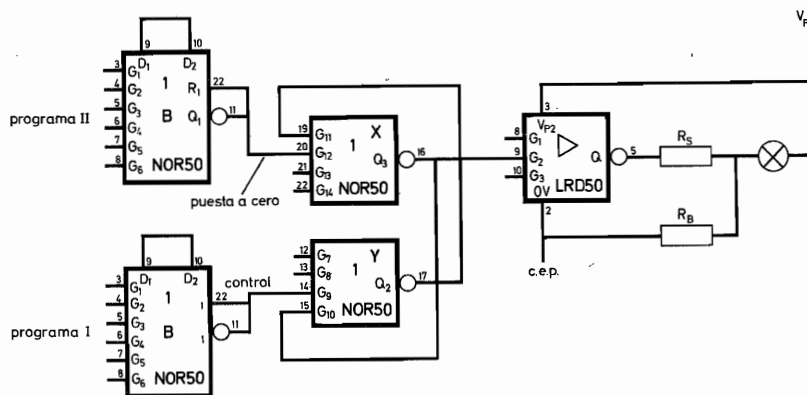 V_P
9 10
D1 D2
3 G1 1 R1 22
4 G2
5 G3 B Q1 11
6 G4
7 G5
8 G6 NOR50
programa II
19 G11 X
20 G12 1
21 G13 Q3 16
22 G14 NOR50
puesta a cero
3
8 G1 VP2
9 G2 Q 5
10 G3 LRD50
0V
2
RS
RB
c.e.p.
9 10
D1 D2
3 G1 1 1 22
4 G2
5 G3 B
6 G4 1 11
7 G5
8 G6 NOR50
programa I
control
12 G7 Y
13 G8 1
14 G9 Q2 17
15 G10 NOR50